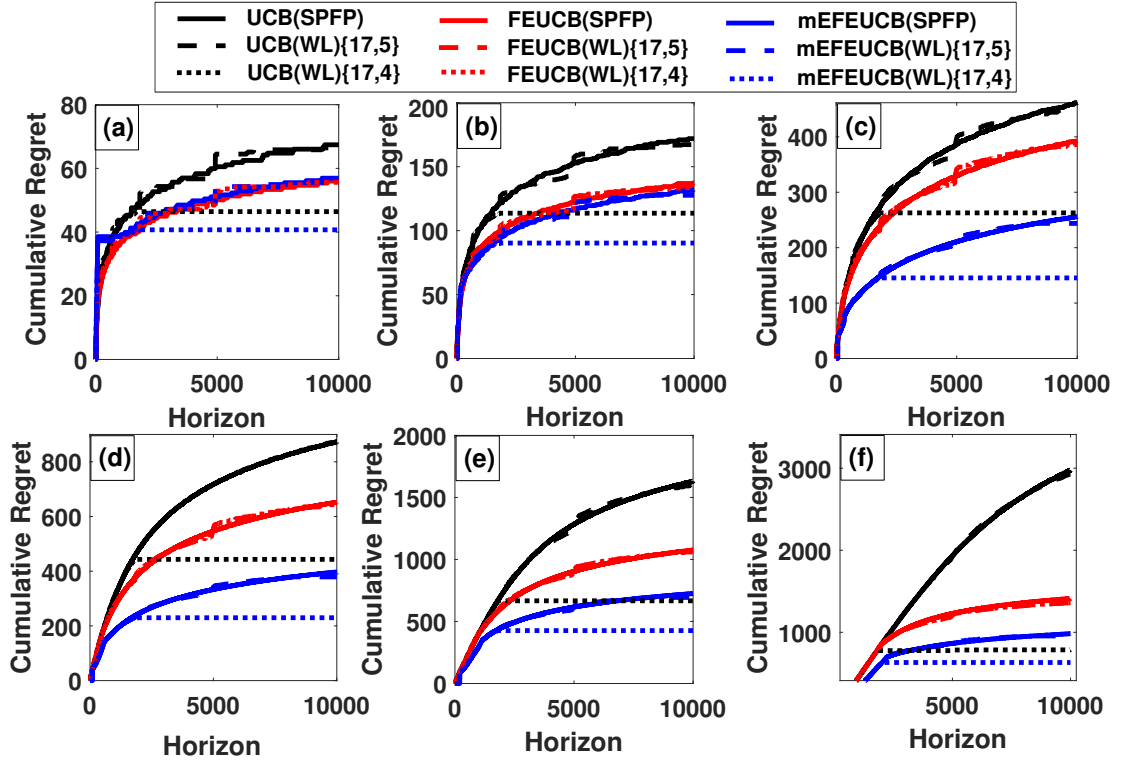 UCB(SPFP) FEUCB(SPFP) mEFEUCB(SPFP)
UCB(WL){17,5} FEUCB(WL){17,5} mEFEUCB(WL){17,5}
UCB(WL){17,4} FEUCB(WL){17,4} mEFEUCB(WL){17,4}
(a)
Cumulative Regret
80
60
40
20
0
0 5000 10000
Horizon
(b)
Cumulative Regret
200
150
100
50
0
0 5000 10000
Horizon
(c)
Cumulative Regret
400
300
200
100
0
0 5000 10000
Horizon
(d)
Cumulative Regret
800
600
400
200
0
0 5000 10000
Horizon
(e)
Cumulative Regret
2000
1500
1000
500
0
0 5000 10000
Horizon
(f)
Cumulative Regret
3000
2000
1000
5000 10000
Horizon